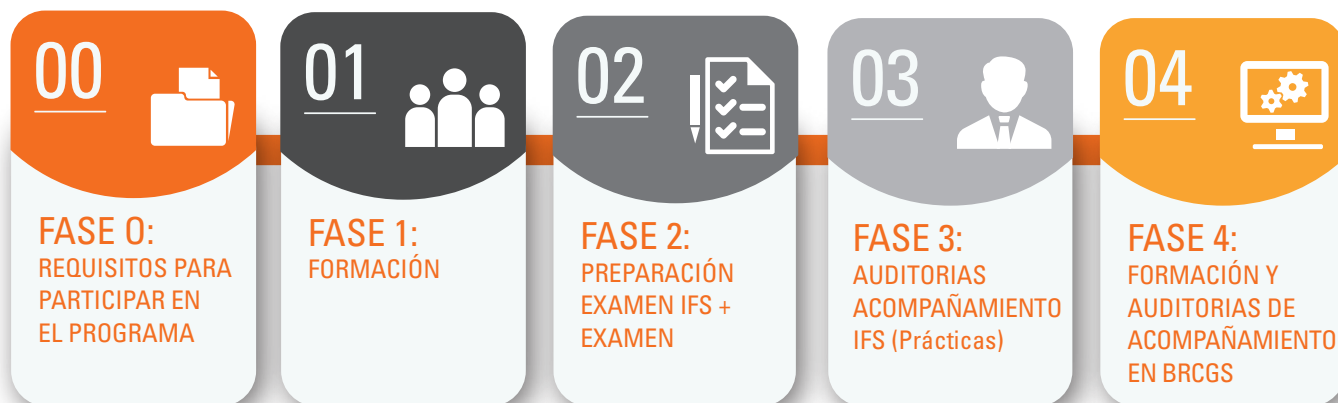 00
FASE 0:
REQUISITOS PARA
PARTICIPAR EN
EL PROGRAMA
01
FASE 1:
FORMACIÓN
02
FASE 2:
PREPARACIÓN
EXAMEN IFS +
EXAMEN
03
FASE 3:
AUDITORIAS
ACOMPAÑAMIENTO
IFS (Prácticas)
04
FASE 4:
FORMACIÓN Y
AUDITORIAS DE
ACOMPAÑAMIENTO
EN BRCGS